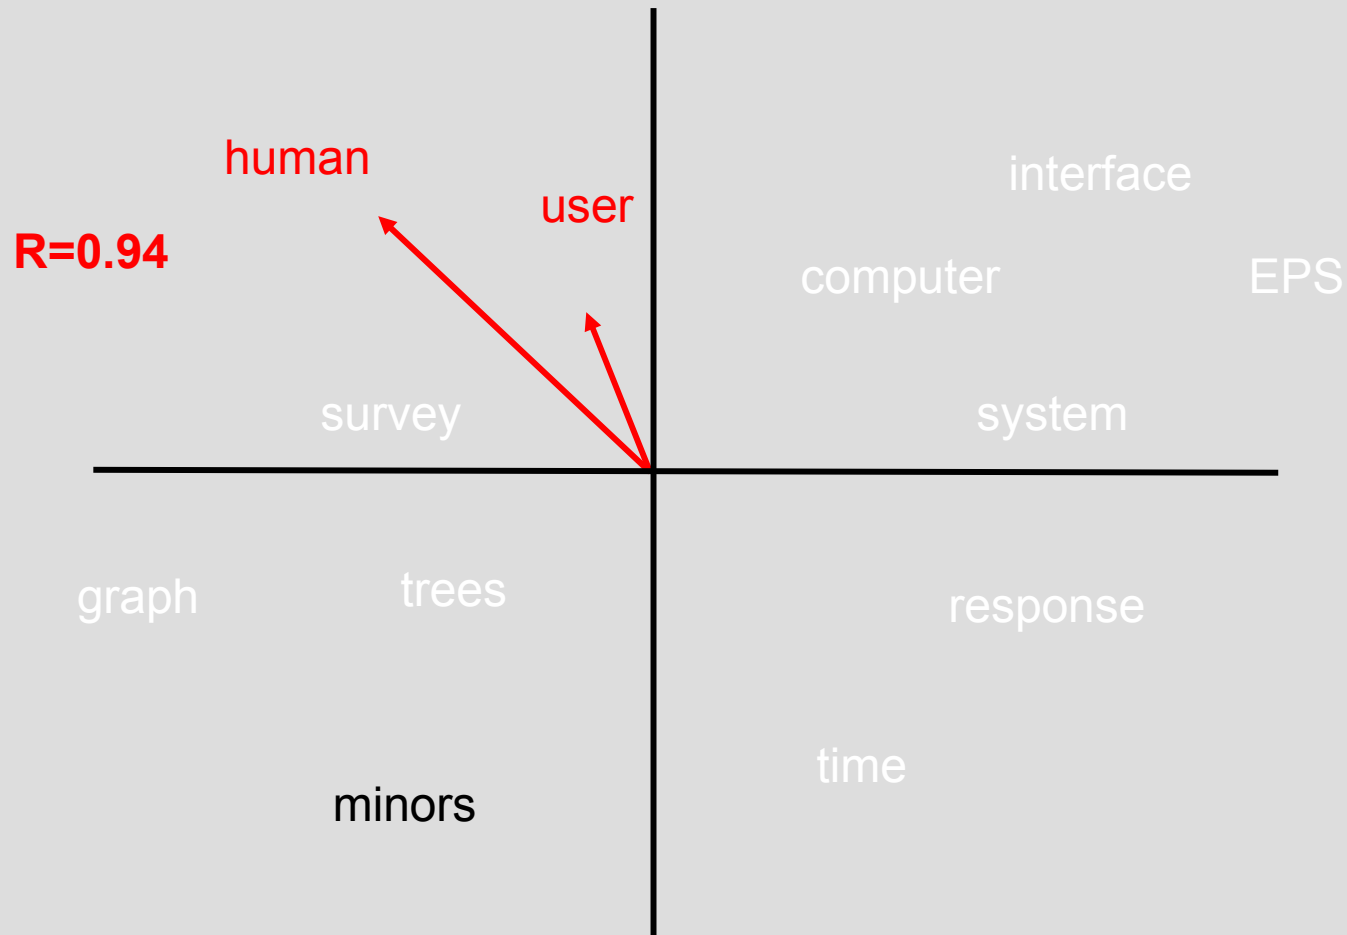 human
interface
user
R=0.94
computer
EPS
survey
system
graph
trees
response
time
minors